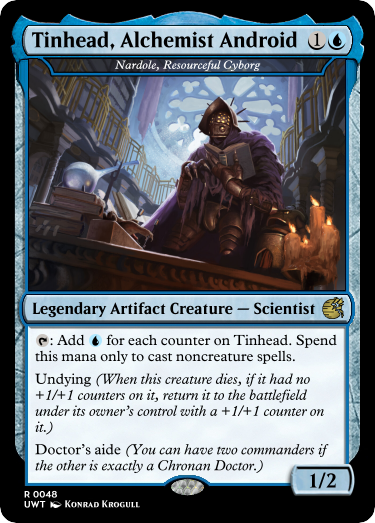 Tinhead, Alchemist Android 1
Nardole, Resourceful Cyborg
Legendary Artifact Creature — Scientist
: Add for each counter on Tinhead. Spend
this mana only to cast noncreature spells.
Undying (When this creature dies, if it had no
+1/+1 counters on it, return it to the battlefield
under its owner's control with a +1/+1 counter on
it.)
Doctor's aide (You can have two commanders if
the other is exactly a Chronan Doctor.)
1/2
R 0048
UWT Konrad Krogull